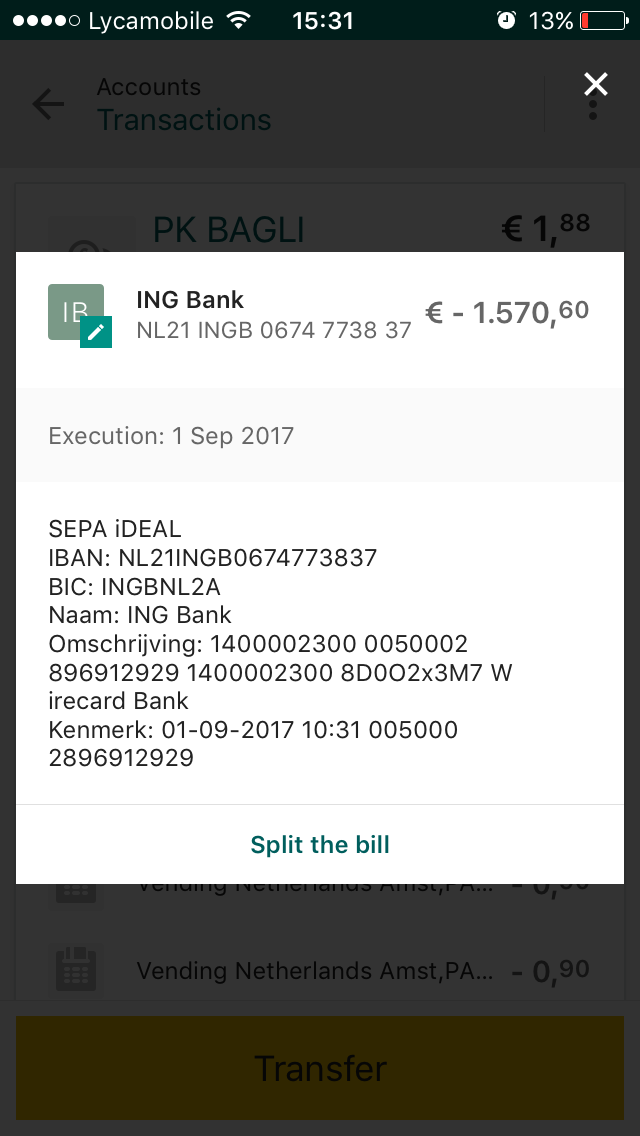 Lycamobile 15:31 13%
Accounts
Transactions
PK BAGLI € 1,88
IB ING Bank € - 1.570,60
NL21 INGB 0674 7738 37
Execution: 1 Sep 2017
SEPA iDEAL
IBAN: NL21INGB0674773837
BIC: INGBNL2A
Naam: ING Bank
Omschrijving: 1400002300 0050002
896912929 1400002300 8D0O2x3M7 W
irecard Bank
Kenmerk: 01-09-2017 10:31 005000
2896912929
Split the bill
Vending Netherlands Amst,PA... - 0,90
Vending Netherlands Amst,PA... - 0,90
Transfer